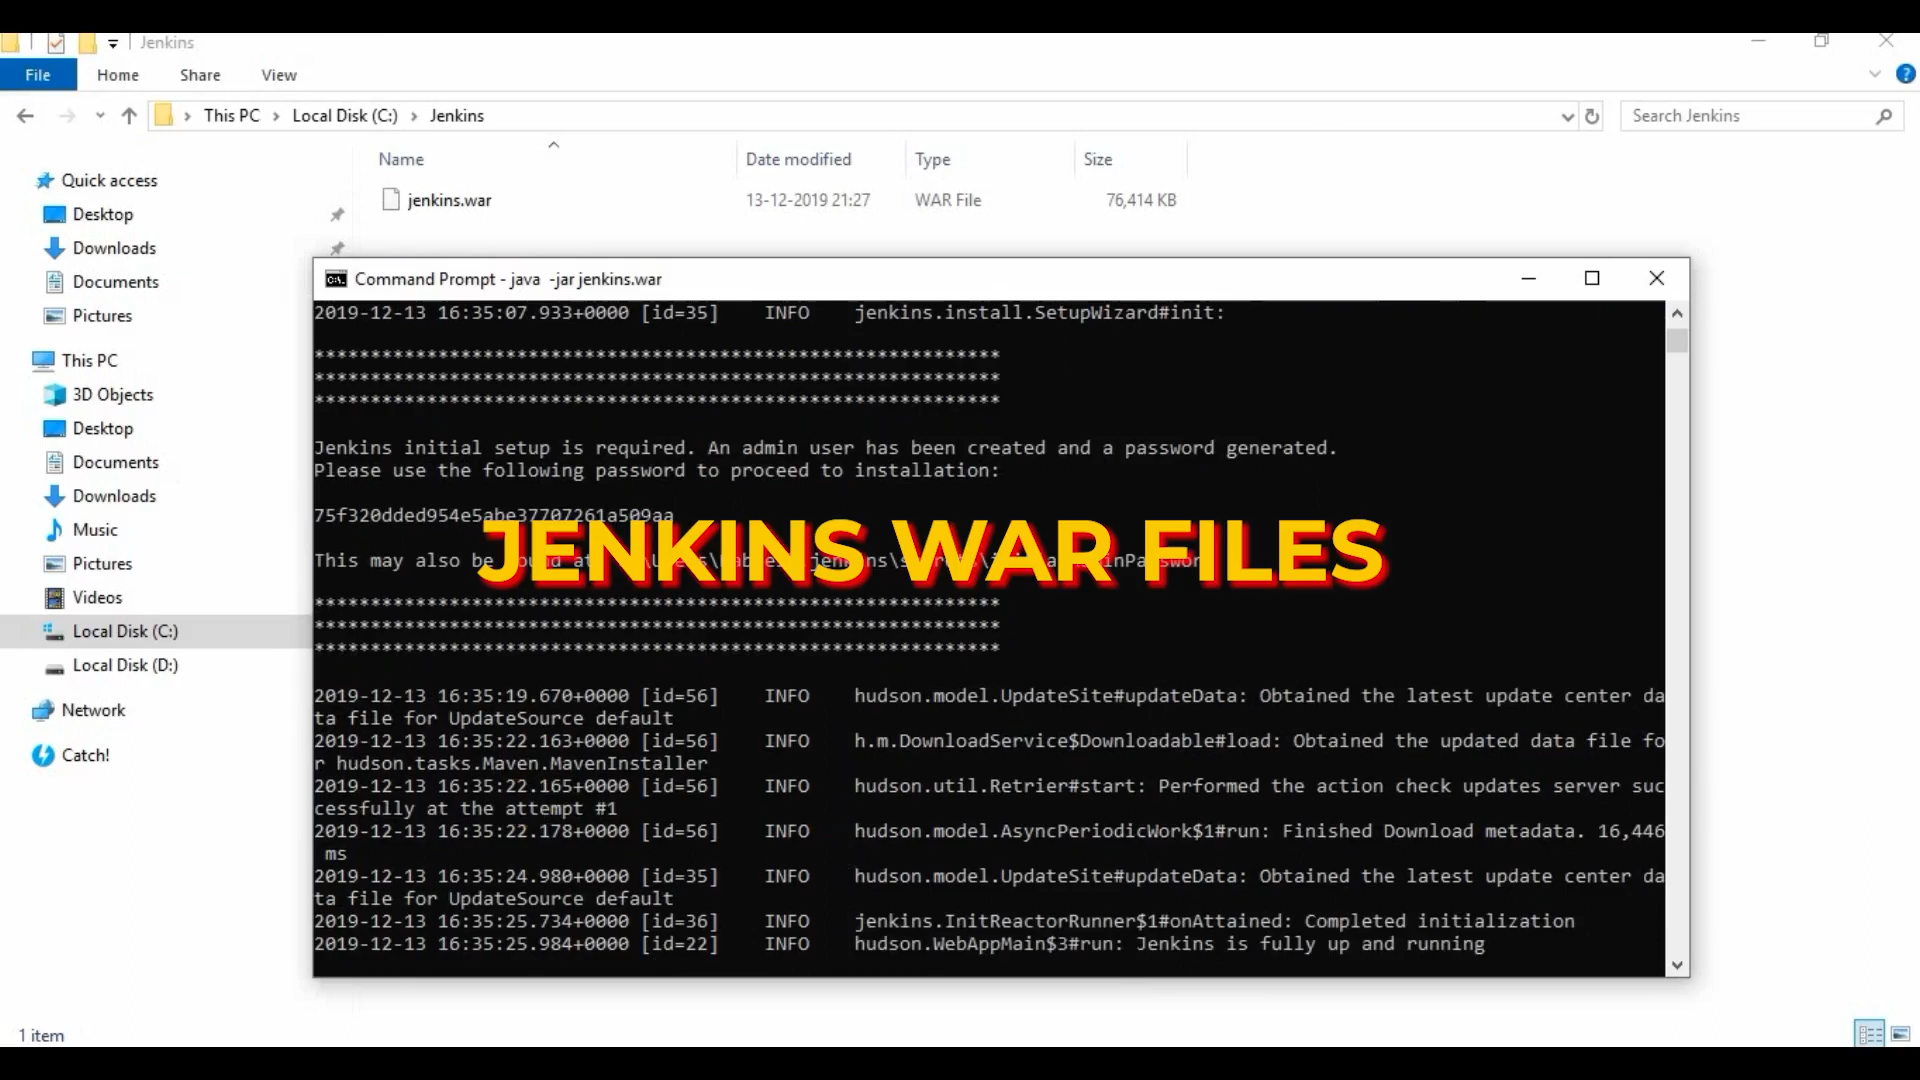 Jenkins
File Home Share View
This PC > Local Disk (C:) > Jenkins
Search Jenkins
Name Date modified Type Size
jenkins.war 13-12-2019 21:27 WAR File 76,414 KB
Quick access
Desktop
Downloads
Documents
Pictures
This PC
3D Objects
Desktop
Documents
Downloads
Music
Pictures
Videos
Local Disk (C:)
Local Disk (D:)
Network
Catch!
1 item
Command Prompt - java -jar jenkins.war
2019-12-13 16:35:07.933+0000 [id=35] INFO jenkins.install.SetupWizard#init:
*************************************************************
*************************************************************
*************************************************************
Jenkins initial setup is required. An admin user has been created and a password generated.
Please use the following password to proceed to installation:
75f320dded954e5abe37707261a509aa
JENKINS WAR FILES
This may also be
*************************************************************
*************************************************************
*************************************************************
2019-12-13 16:35:19.670+0000 [id=56] INFO hudson.model.UpdateSite#updateData: Obtained the latest update center da
ta file for UpdateSource default
2019-12-13 16:35:22.163+0000 [id=56] INFO h.m.DownloadService$Downloadable#load: Obtained the updated data file fo
r hudson.tasks.Maven.MavenInstaller
2019-12-13 16:35:22.165+0000 [id=56] INFO hudson.util.Retrier#start: Performed the action check updates server suc
cessfully at the attempt #1
2019-12-13 16:35:22.178+0000 [id=56] INFO hudson.model.AsyncPeriodicWork$1#run: Finished Download metadata. 16,446
ms
2019-12-13 16:35:24.980+0000 [id=35] INFO hudson.model.UpdateSite#updateData: Obtained the latest update center da
ta file for UpdateSource default
2019-12-13 16:35:25.734+0000 [id=36] INFO jenkins.InitReactorRunner$1#onAttained: Completed initialization
2019-12-13 16:35:25.984+0000 [id=22] INFO hudson.WebAppMain$3#run: Jenkins is fully up and running